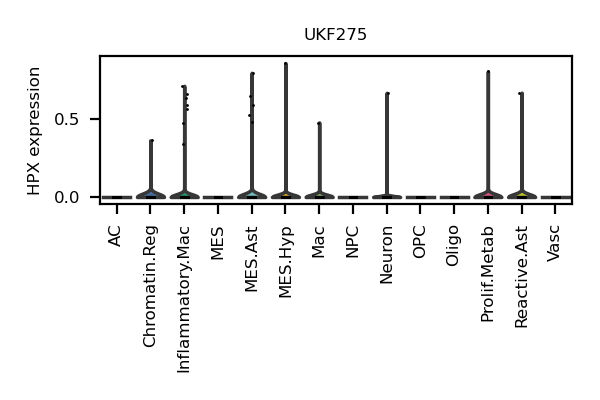 UKF275
HPX expression
0.5
0.0
AC
Chromatin.Reg
Inflammatory.Mac
MES
MES.Ast
MES.Hyp
Mac
NPC
Neuron
OPC
Oligo
Prolif.Metab
Reactive.Ast
Vasc